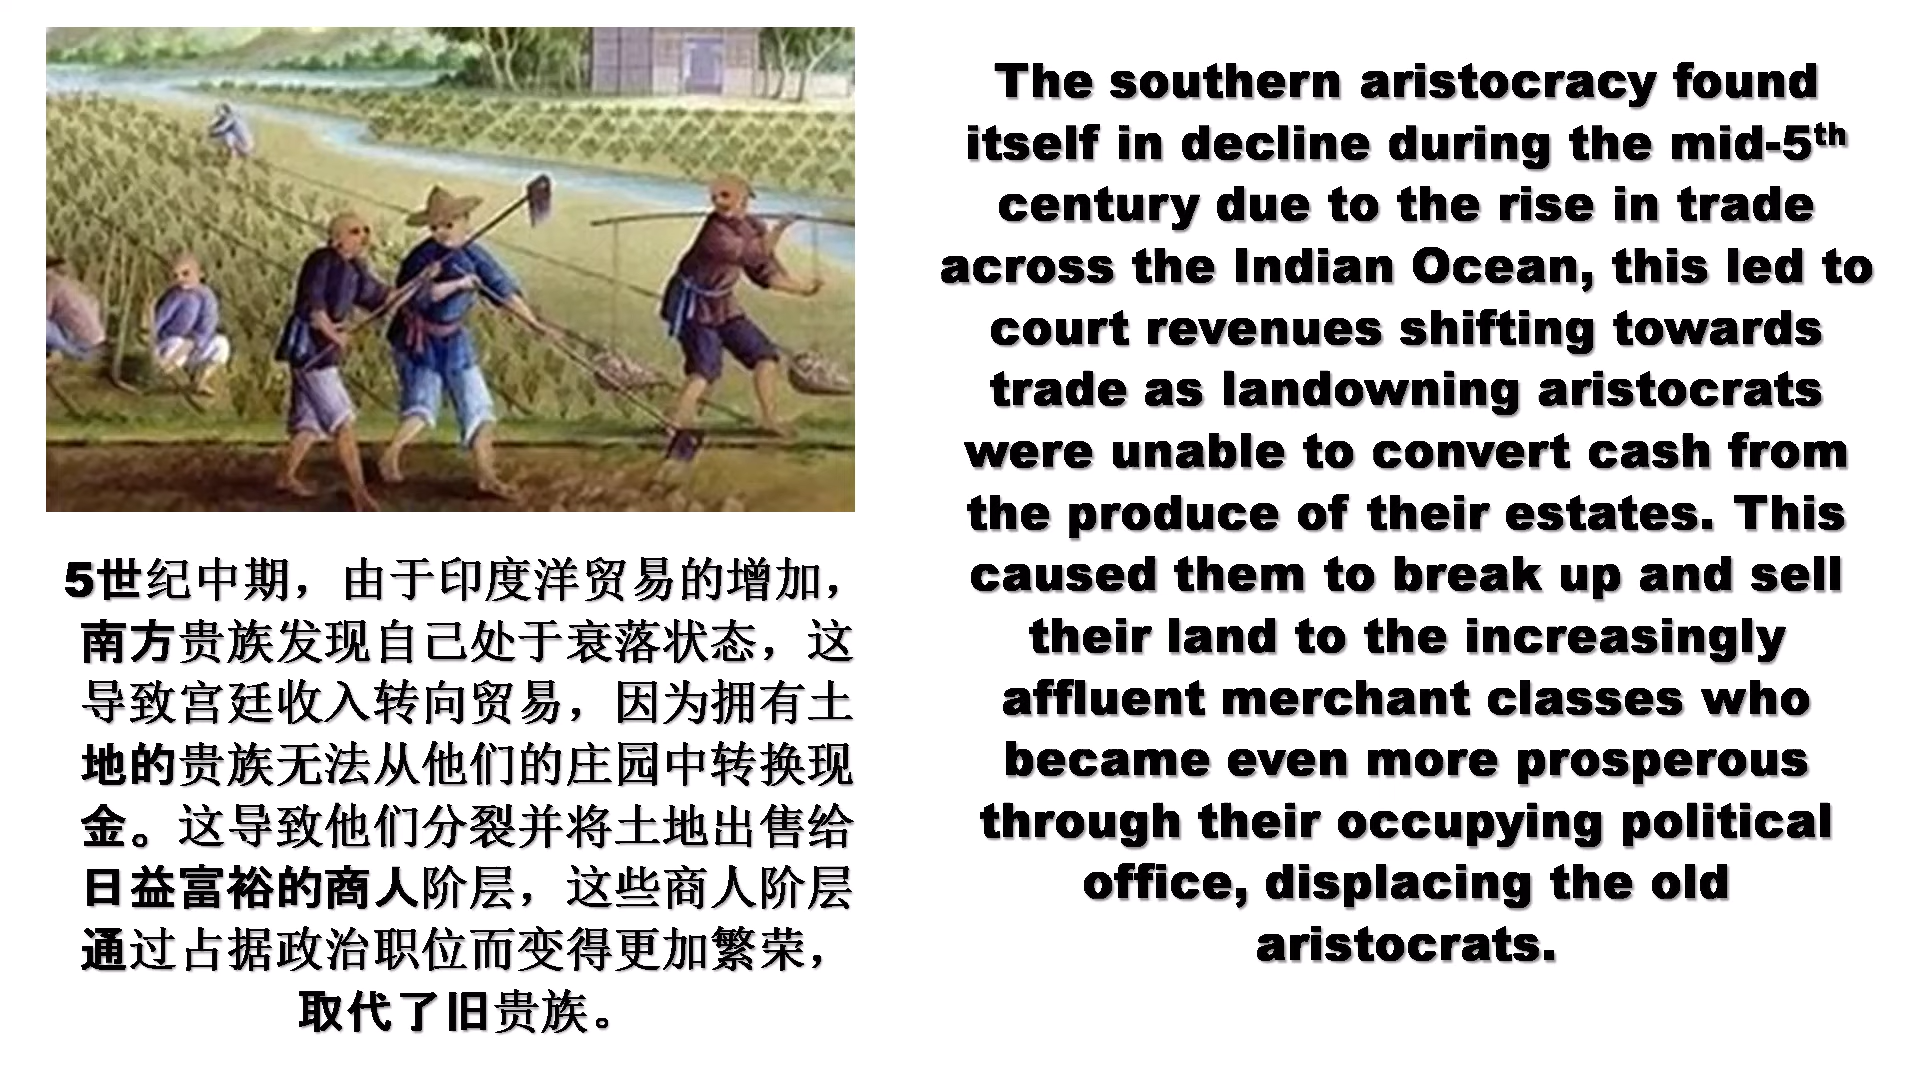 5世纪中期，由于印度洋贸易的增加，
南方贵族发现自己处于衰落状态，这
导致宫廷收入转向贸易，因为拥有土
地的贵族无法从他们的庄园中转换现
金。这导致他们分裂并将土地出售给
日益富裕的商人阶层，这些商人阶层
通过占据政治职位而变得更加繁荣，
取代了旧贵族。
The southern aristocracy found
itself in decline during the mid-5th
century due to the rise in trade
across the Indian Ocean, this led to
court revenues shifting towards
trade as landowning aristocrats
were unable to convert cash from
the produce of their estates. This
caused them to break up and sell
their land to the increasingly
affluent merchant classes who
became even more prosperous
through their occupying political
office, displacing the old
aristocrats.